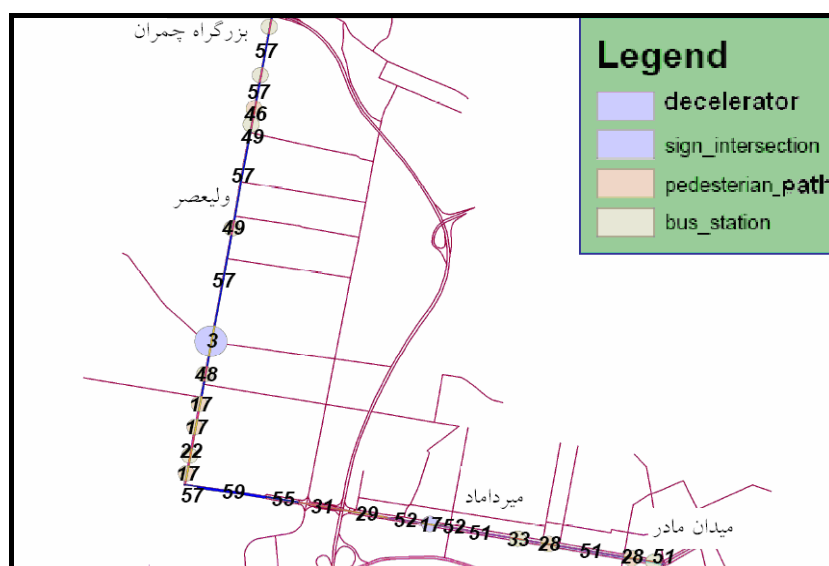 بزرگراه چمران
57
57
46
49
57
ولیعصر
49
57
3
48
17
17
22
17
57 59 55 31 29 52 17 52 51 33 28 51 28 51
میرداماد
میدان مادر
Legend
decelerator
sign_intersection
pedesterian_path
bus_station